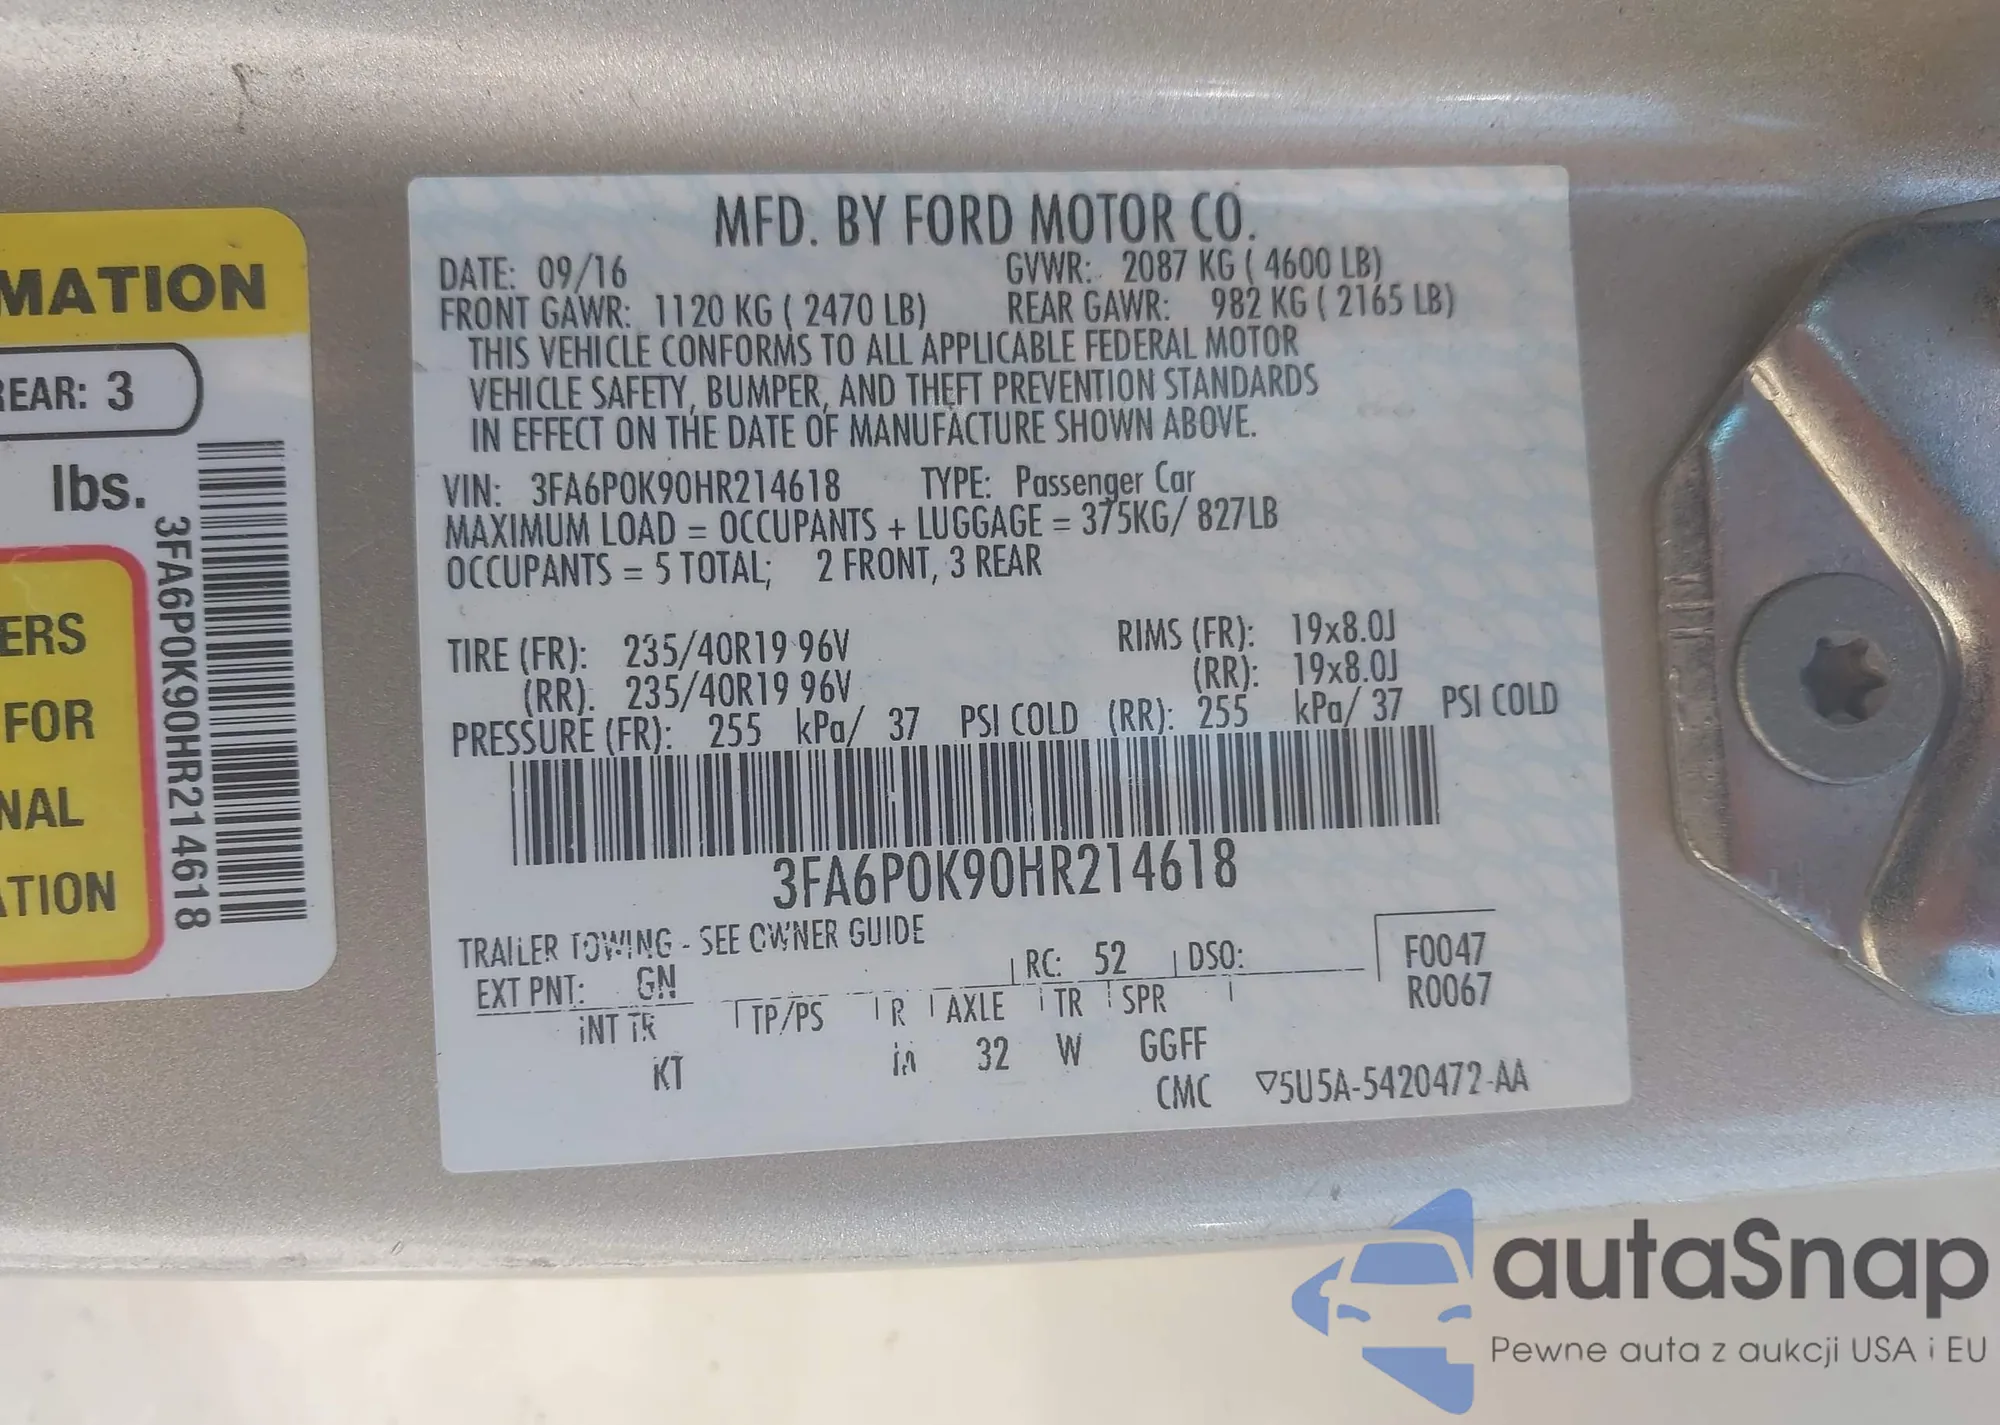 MATION
REAR: 3
lbs.
3FA6P0K90HR214618
ERS
FOR
NAL
ATION
MFD. BY FORD MOTOR CO.
DATE: 09/16 GVWR: 2087 KG ( 4600 LB)
FRONT GAWR: 1120 KG ( 2470 LB) REAR GAWR: 982 KG ( 2165 LB)
THIS VEHICLE CONFORMS TO ALL APPLICABLE FEDERAL MOTOR
VEHICLE SAFETY, BUMPER, AND THEFT PREVENTION STANDARDS
IN EFFECT ON THE DATE OF MANUFACTURE SHOWN ABOVE.
VIN: 3FA6P0K90HR214618 TYPE: Passenger Car
MAXIMUM LOAD = OCCUPANTS + LUGGAGE = 375KG/ 827LB
OCCUPANTS = 5 TOTAL; 2 FRONT, 3 REAR
TIRE (FR): 235/40R19 96V RIMS (FR): 19x8.0J
(RR). 235/40R19 96V (RR): 19x8.0J
PRESSURE (FR): 255 kPa/ 37 PSI COLD (RR): 255 kPa/ 37 PSI COLD
3FA6P0K90HR214618
TRAILER TOWING - SEE OWNER GUIDE
EXT PNT: GN RC: 52 DSO: F0047
R0067
INT TR TP/PS R AXLE TR SPR
KT 32 W GGFF
CMC ▽5U5A-5420472-AA
autaSnap
Pewne auta z aukcji USA i EU